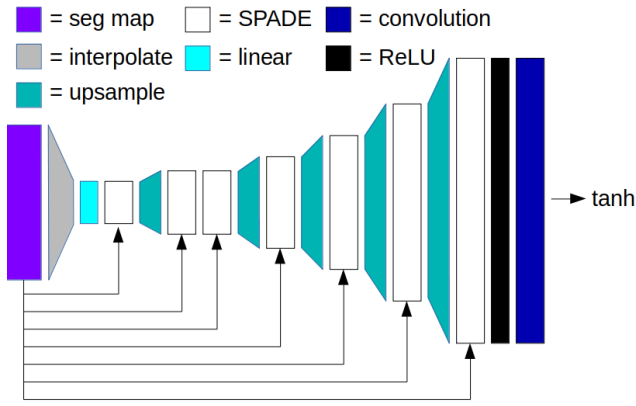 = seg map = SPADE = convolution
= interpolate = linear = ReLU
= upsample
tanh